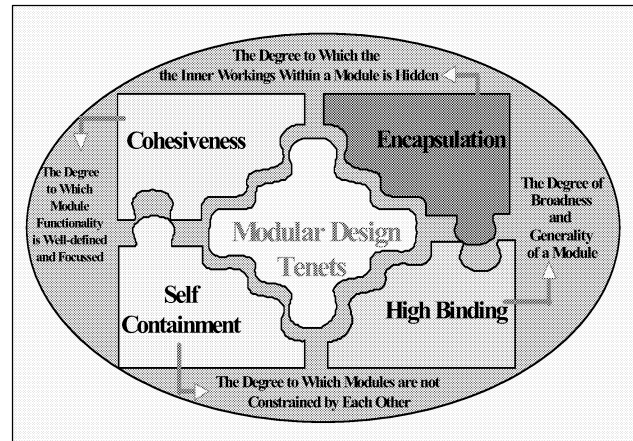 The Degree to Which the
the Inner Workings Within a Module is Hidden
Cohesiveness
Encapsulation
The Degree
to Which
Module
Functionality
is Well-defined
and Focussed
The Degree of
Broadness
and
Generality
of a Module
Modular Design
Tenets
Self
Containment
High Binding
The Degree to Which Modules are not
Constrained by Each Other